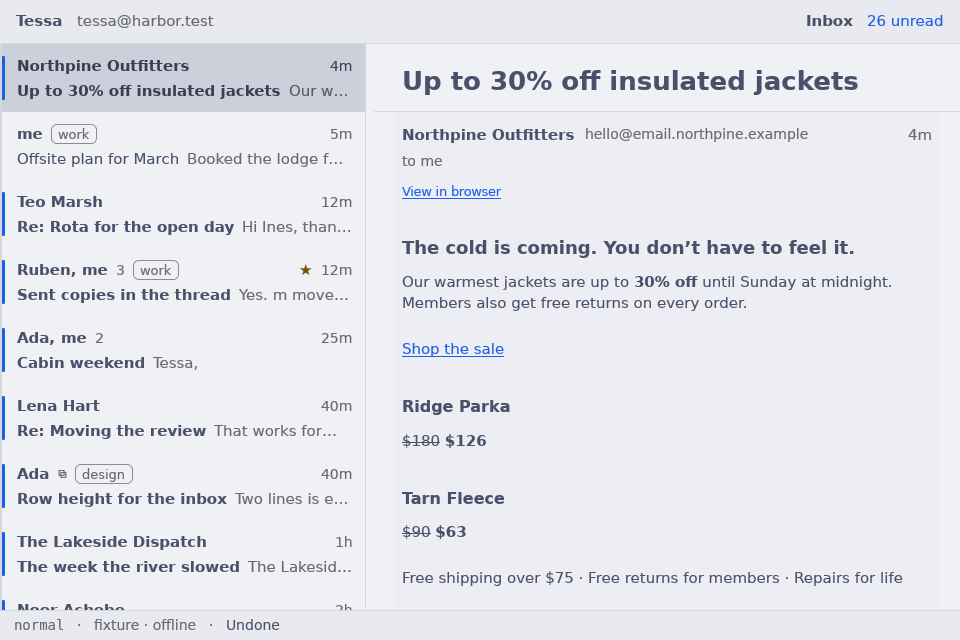 Tessa tessa@harbor.test Inbox 26 unread
Northpine Outfitters 4m
Up to 30% off insulated jackets Our w…
me work 5m
Offsite plan for March Booked the lodge f…
Teo Marsh 12m
Re: Rota for the open day Hi Ines, than…
Ruben, me 3 work ★ 12m
Sent copies in the thread Yes. m move…
Ada, me 2 25m
Cabin weekend Tessa,
Lena Hart 40m
Re: Moving the review That works for…
Ada design 40m
Row height for the inbox Two lines is e…
The Lakeside Dispatch 1h
The week the river slowed The Lakesid…
Up to 30% off insulated jackets
Northpine Outfitters hello@email.northpine.example 4m
to me
View in browser
The cold is coming. You don’t have to feel it.
Our warmest jackets are up to 30% off until Sunday at midnight.
Members also get free returns on every order.
Shop the sale
Ridge Parka
$180 $126
Tarn Fleece
$90 $63
Free shipping over $75 · Free returns for members · Repairs for life
normal · fixture · offline · Undone